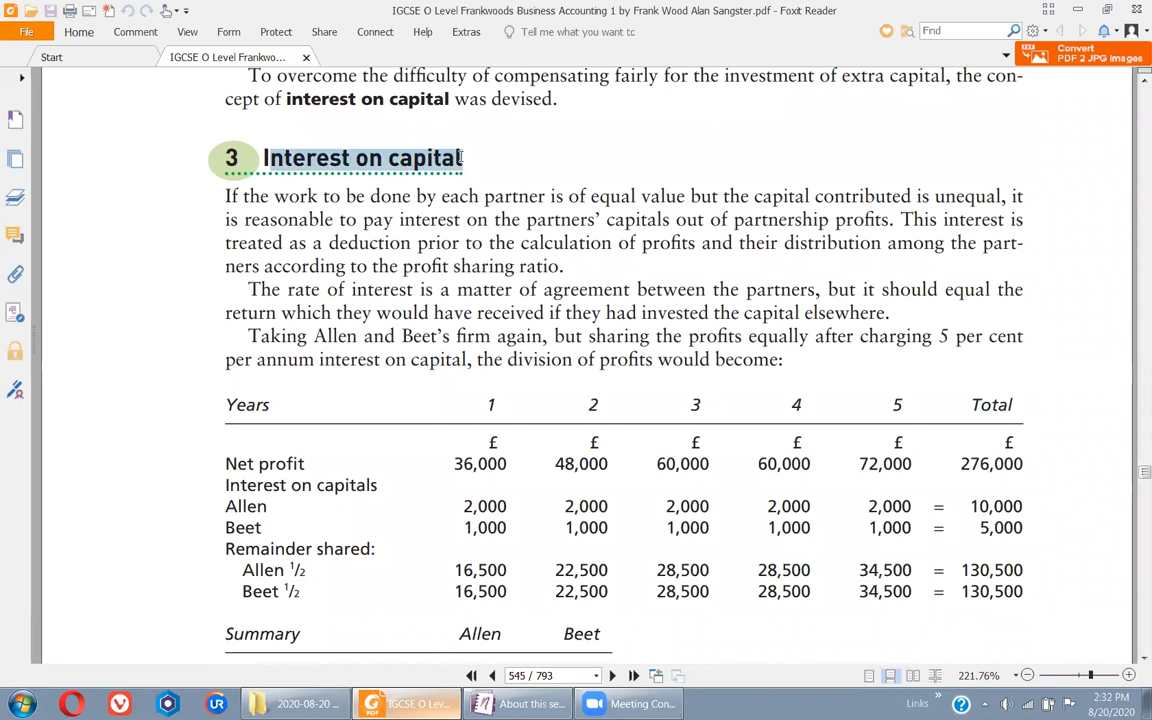 IGCSE O Level Frankwoods Business Accounting 1 by Frank Wood Alan Sangster.pdf - Foxit Reader
File Home Comment View Form Protect Share Connect Help Extras Tell me what you want to Find
Start IGCSE O Level Frankwo... Convert
PDF 2 JPG Images
To overcome the difficulty of compensating fairly for the investment of extra capital, the con-
cept of interest on capital was devised.
3 Interest on capital
If the work to be done by each partner is of equal value but the capital contributed is unequal, it
is reasonable to pay interest on the partners' capitals out of partnership profits. This interest is
treated as a deduction prior to the calculation of profits and their distribution among the part-
ners according to the profit sharing ratio.
The rate of interest is a matter of agreement between the partners, but it should equal the
return which they would have received if they had invested the capital elsewhere.
Taking Allen and Beet's firm again, but sharing the profits equally after charging 5 per cent
per annum interest on capital, the division of profits would become:
Years 1 2 3 4 5 Total
£ £ £ £ £ £
Net profit 36,000 48,000 60,000 60,000 72,000 276,000
Interest on capitals
Allen 2,000 2,000 2,000 2,000 2,000 = 10,000
Beet 1,000 1,000 1,000 1,000 1,000 = 5,000
Remainder shared:
Allen 1/2 16,500 22,500 28,500 28,500 34,500 = 130,500
Beet 1/2 16,500 22,500 28,500 28,500 34,500 = 130,500
Summary Allen Beet
545 / 793 221.76%
2020-08-20 ... IGCSE O Leve... About this se... Meeting Con... Links 2:32 PM
8/20/2020